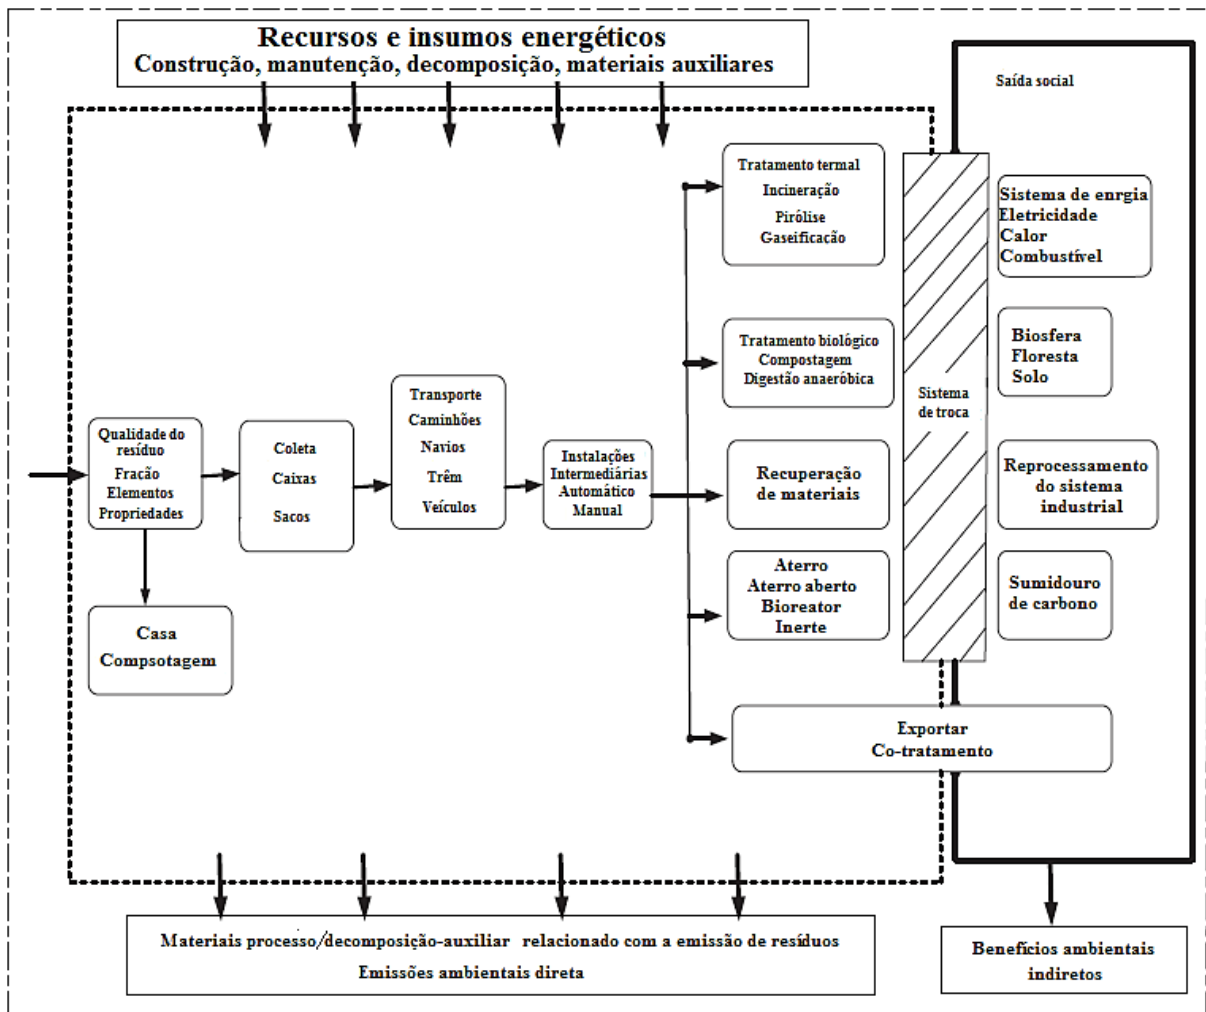 Recursos e insumos energéticos
Construção, manutenção, decomposição, materiais auxiliares
Saída social
Tratamento termal
Incineração
Pirólise
Gaseificação
Sistema de enrgia
Eletricidade
Calor
Combustível
Tratamento biológico
Compostagem
Digestão anaeróbica
Biosfera
Floresta
Solo
Sistema
de troca
Qualidade do
resíduo
Fração
Elementos
Propriedades
Coleta
Caixas
Sacos
Transporte
Caminhões
Navios
Trêm
Veículos
Instalações
Intermediárias
Automático
Manual
Recuperação
de materiais
Reprocessamento
do sistema
industrial
Aterro
Aterro aberto
Bioreator
Inerte
Sumidouro
de carbono
Casa
Compsotagem
Exportar
Co-tratamento
Materiais processo/decomposição-auxiliar relacionado com a emissão de resíduos
Emissões ambientais direta
Benefícios ambientais
indiretos